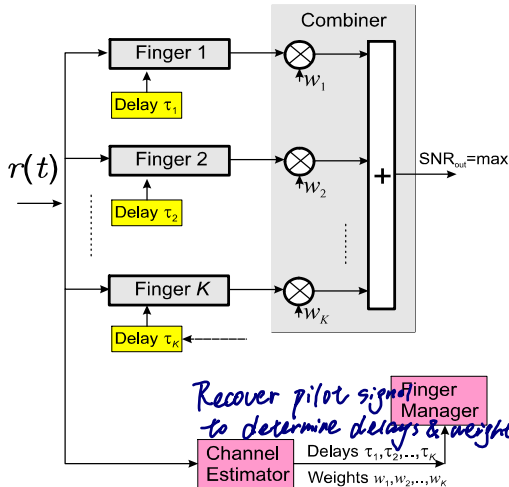 Combiner
Finger 1
w₁
Delay τ₁
r(t)
Finger 2
SNRout=max
w₂
+
Delay τ₂
Finger K
wK
Delay τK
Recover pilot signal
to determine delays & weight
Finger
Manager
Channel
Estimator
Delays τ₁,τ₂,..,τK
Weights w₁,w₂,..,wK